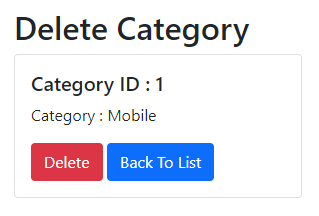 Delete Category
Category ID : 1
Category : Mobile
Delete Back To List